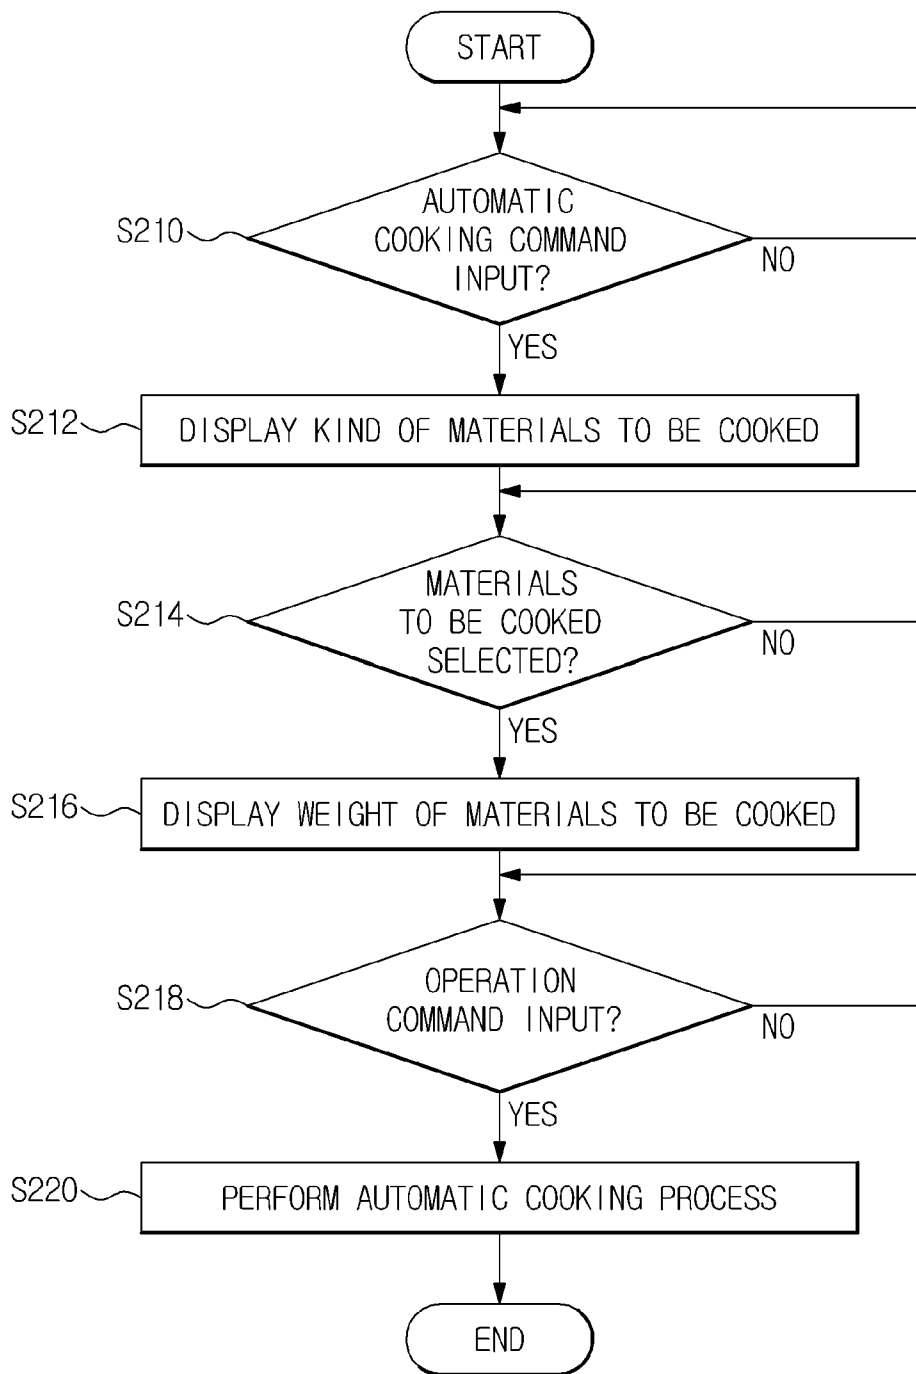 START
AUTOMATIC
COOKING COMMAND
INPUT?
S210
NO
YES
S212
DISPLAY KIND OF MATERIALS TO BE COOKED
MATERIALS
TO BE COOKED
SELECTED?
S214
NO
YES
S216
DISPLAY WEIGHT OF MATERIALS TO BE COOKED
OPERATION
COMMAND INPUT?
S218
NO
YES
S220
PERFORM AUTOMATIC COOKING PROCESS
END